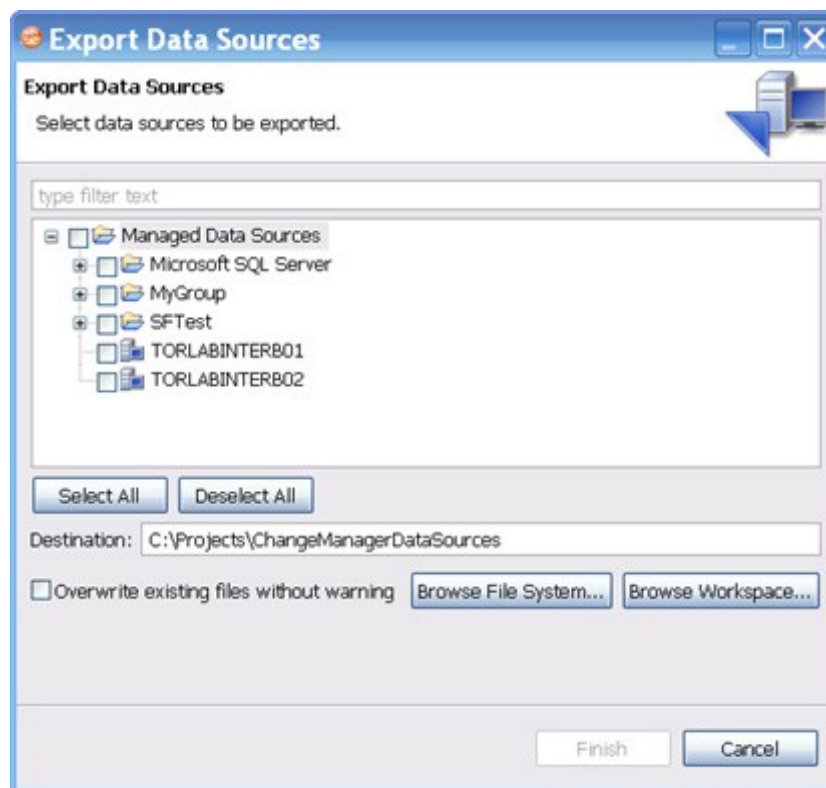 Export Data Sources
Export Data Sources
Select data sources to be exported.
type filter text
Managed Data Sources
Microsoft SQL Server
MyGroup
SFTest
TORLABINTERB01
TORLABINTERB02
Select All Deselect All
Destination: C:\Projects\ChangeManagerDataSources
Overwrite existing files without warning Browse File System... Browse Workspace...
Finish Cancel